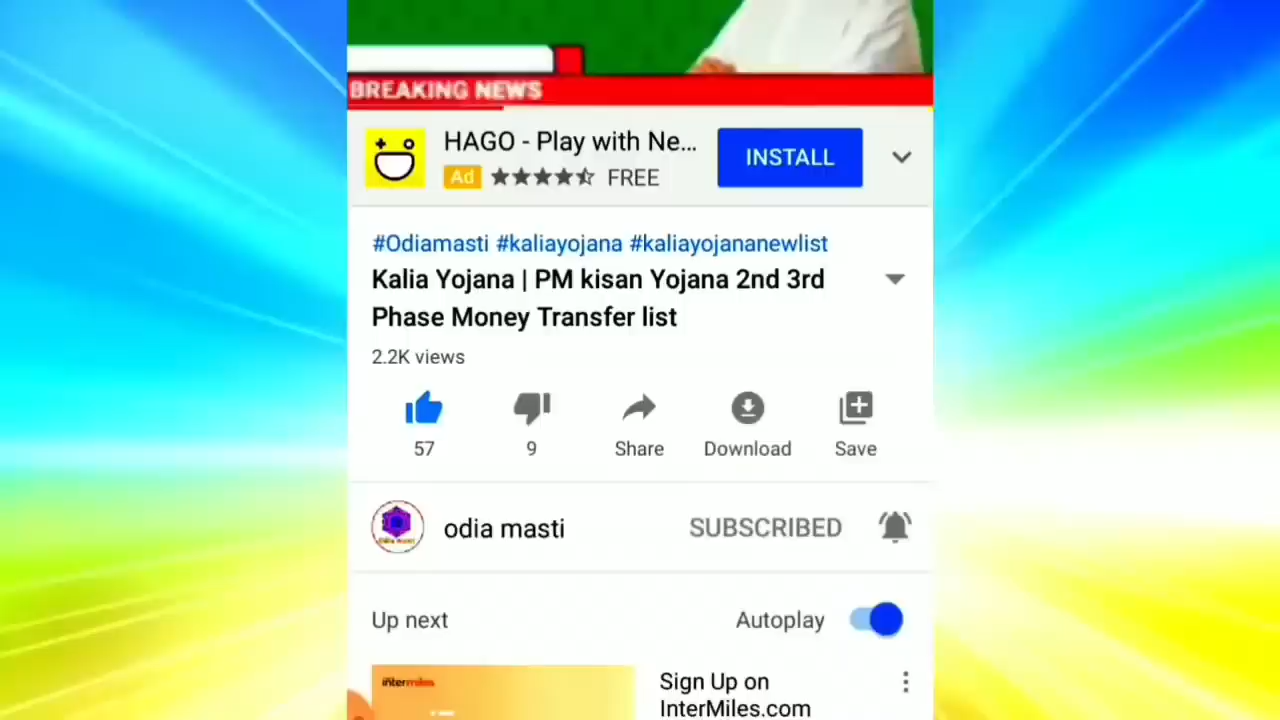 BREAKING NEWS
HAGO - Play with Ne...
INSTALL
Ad
FREE
#Odiamasti #kaliayojana #kaliayojananewlist
Kalia Yojana | PM kisan Yojana 2nd 3rd
Phase Money Transfer list
2.2K views
57
9
Share
Download
Save
odia masti
SUBSCRIBED
Up next
Autoplay
intermiles
Sign Up on
InterMiles.com